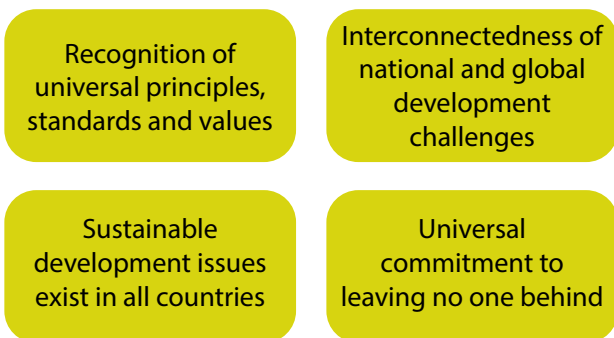 Recognition of
universal principles,
standards and values
Interconnectedness of
national and global
development
challenges
Sustainable
development issues
exist in all countries
Universal
commitment to
leaving no one behind